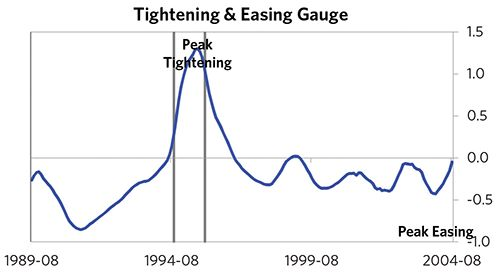 Tightening & Easing Gauge
Peak
Tightening
1.5
1.0
0.5
0.0
-0.5
Peak Easing
-1.0
1989-08
1994-08
1999-08
2004-08